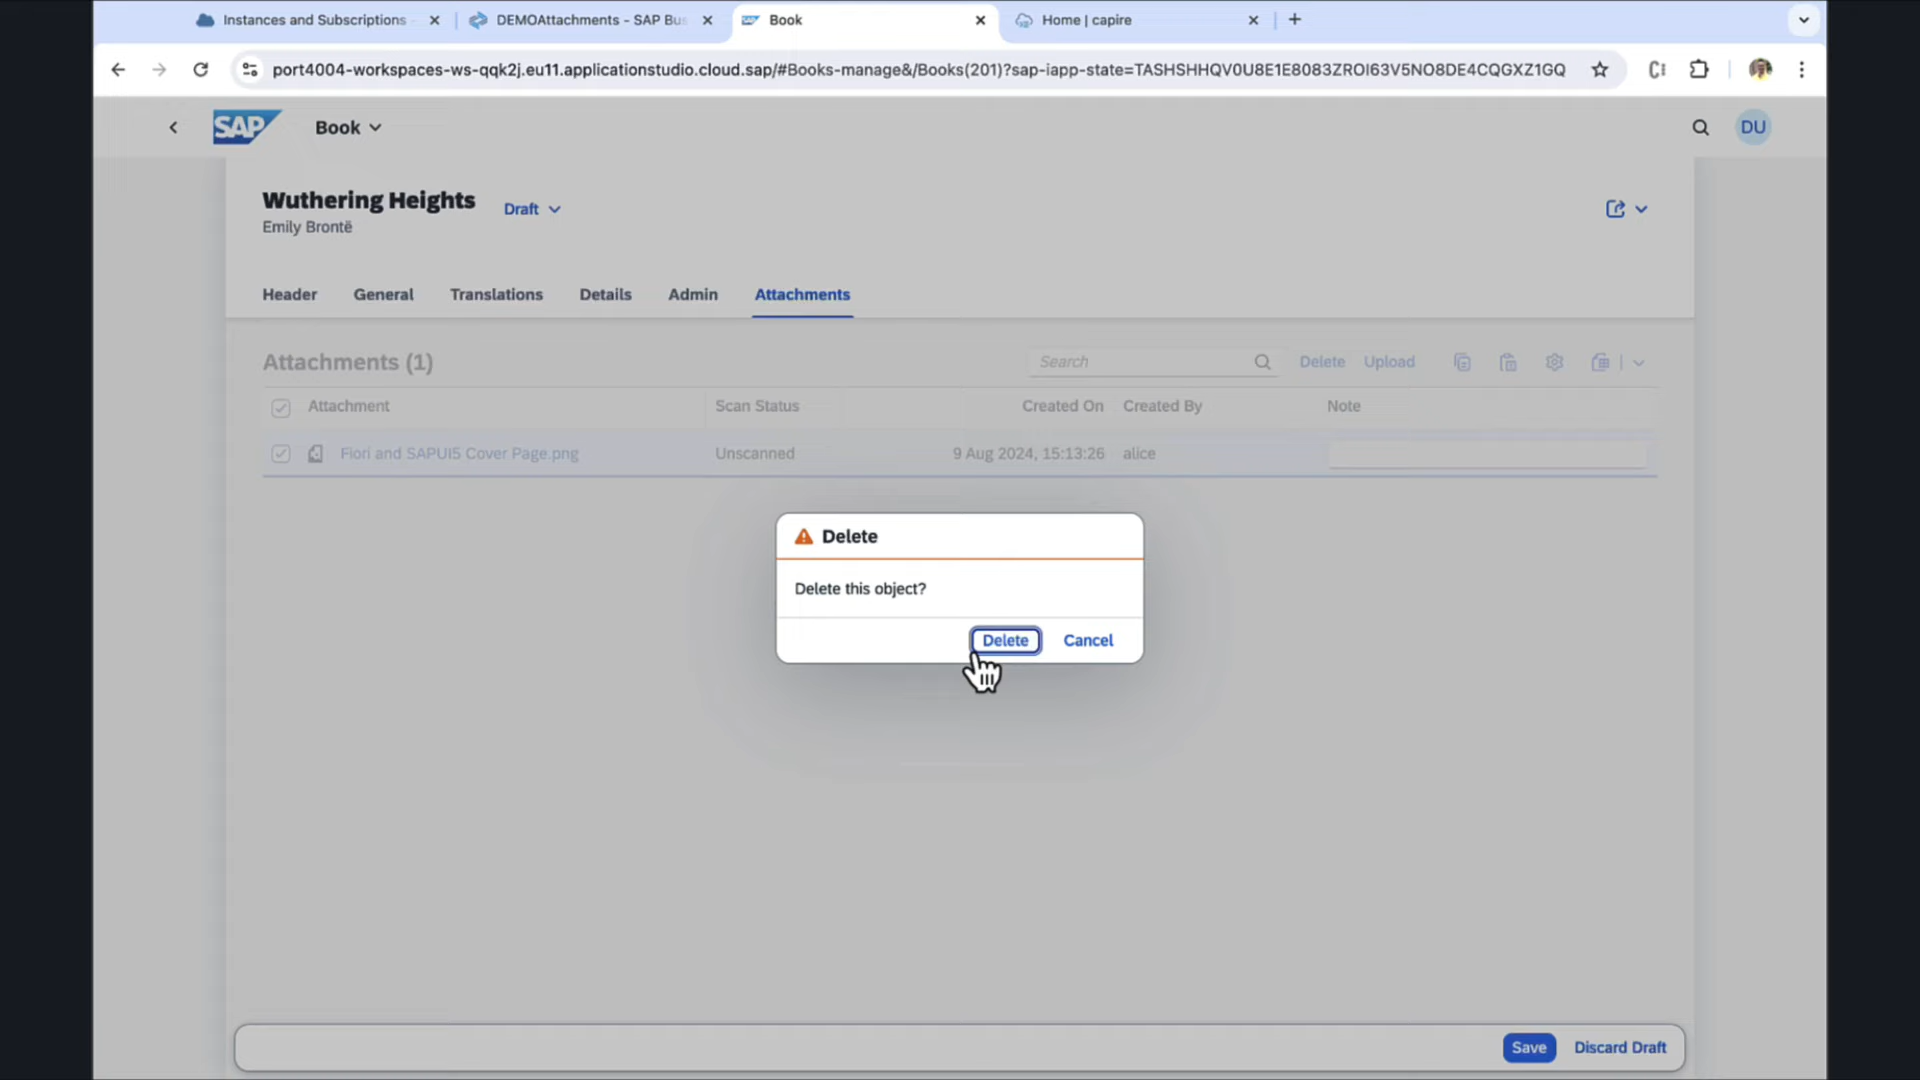 Instances and Subscriptions
DEMOAttachments - SAP Bus
Book
Home | capire
port4004-workspaces-ws-qqk2j.eu11.applicationstudio.cloud.sap/#Books-manage&/Books(201)?sap-iapp-state=TASHSHHQV0U8E1E8083ZROI63V5NO8DE4CQGXZ1GQ
SAP
Book
DU
Wuthering Heights
Draft
Emily Brontë
Header
General
Translations
Details
Admin
Attachments
Attachments (1)
Search
Delete
Upload
Attachment
Scan Status
Created On
Created By
Note
Fiori and SAPUI5 Cover Page.png
Unscanned
9 Aug 2024, 15:13:26
alice
Delete
Delete this object?
Delete
Cancel
Save
Discard Draft